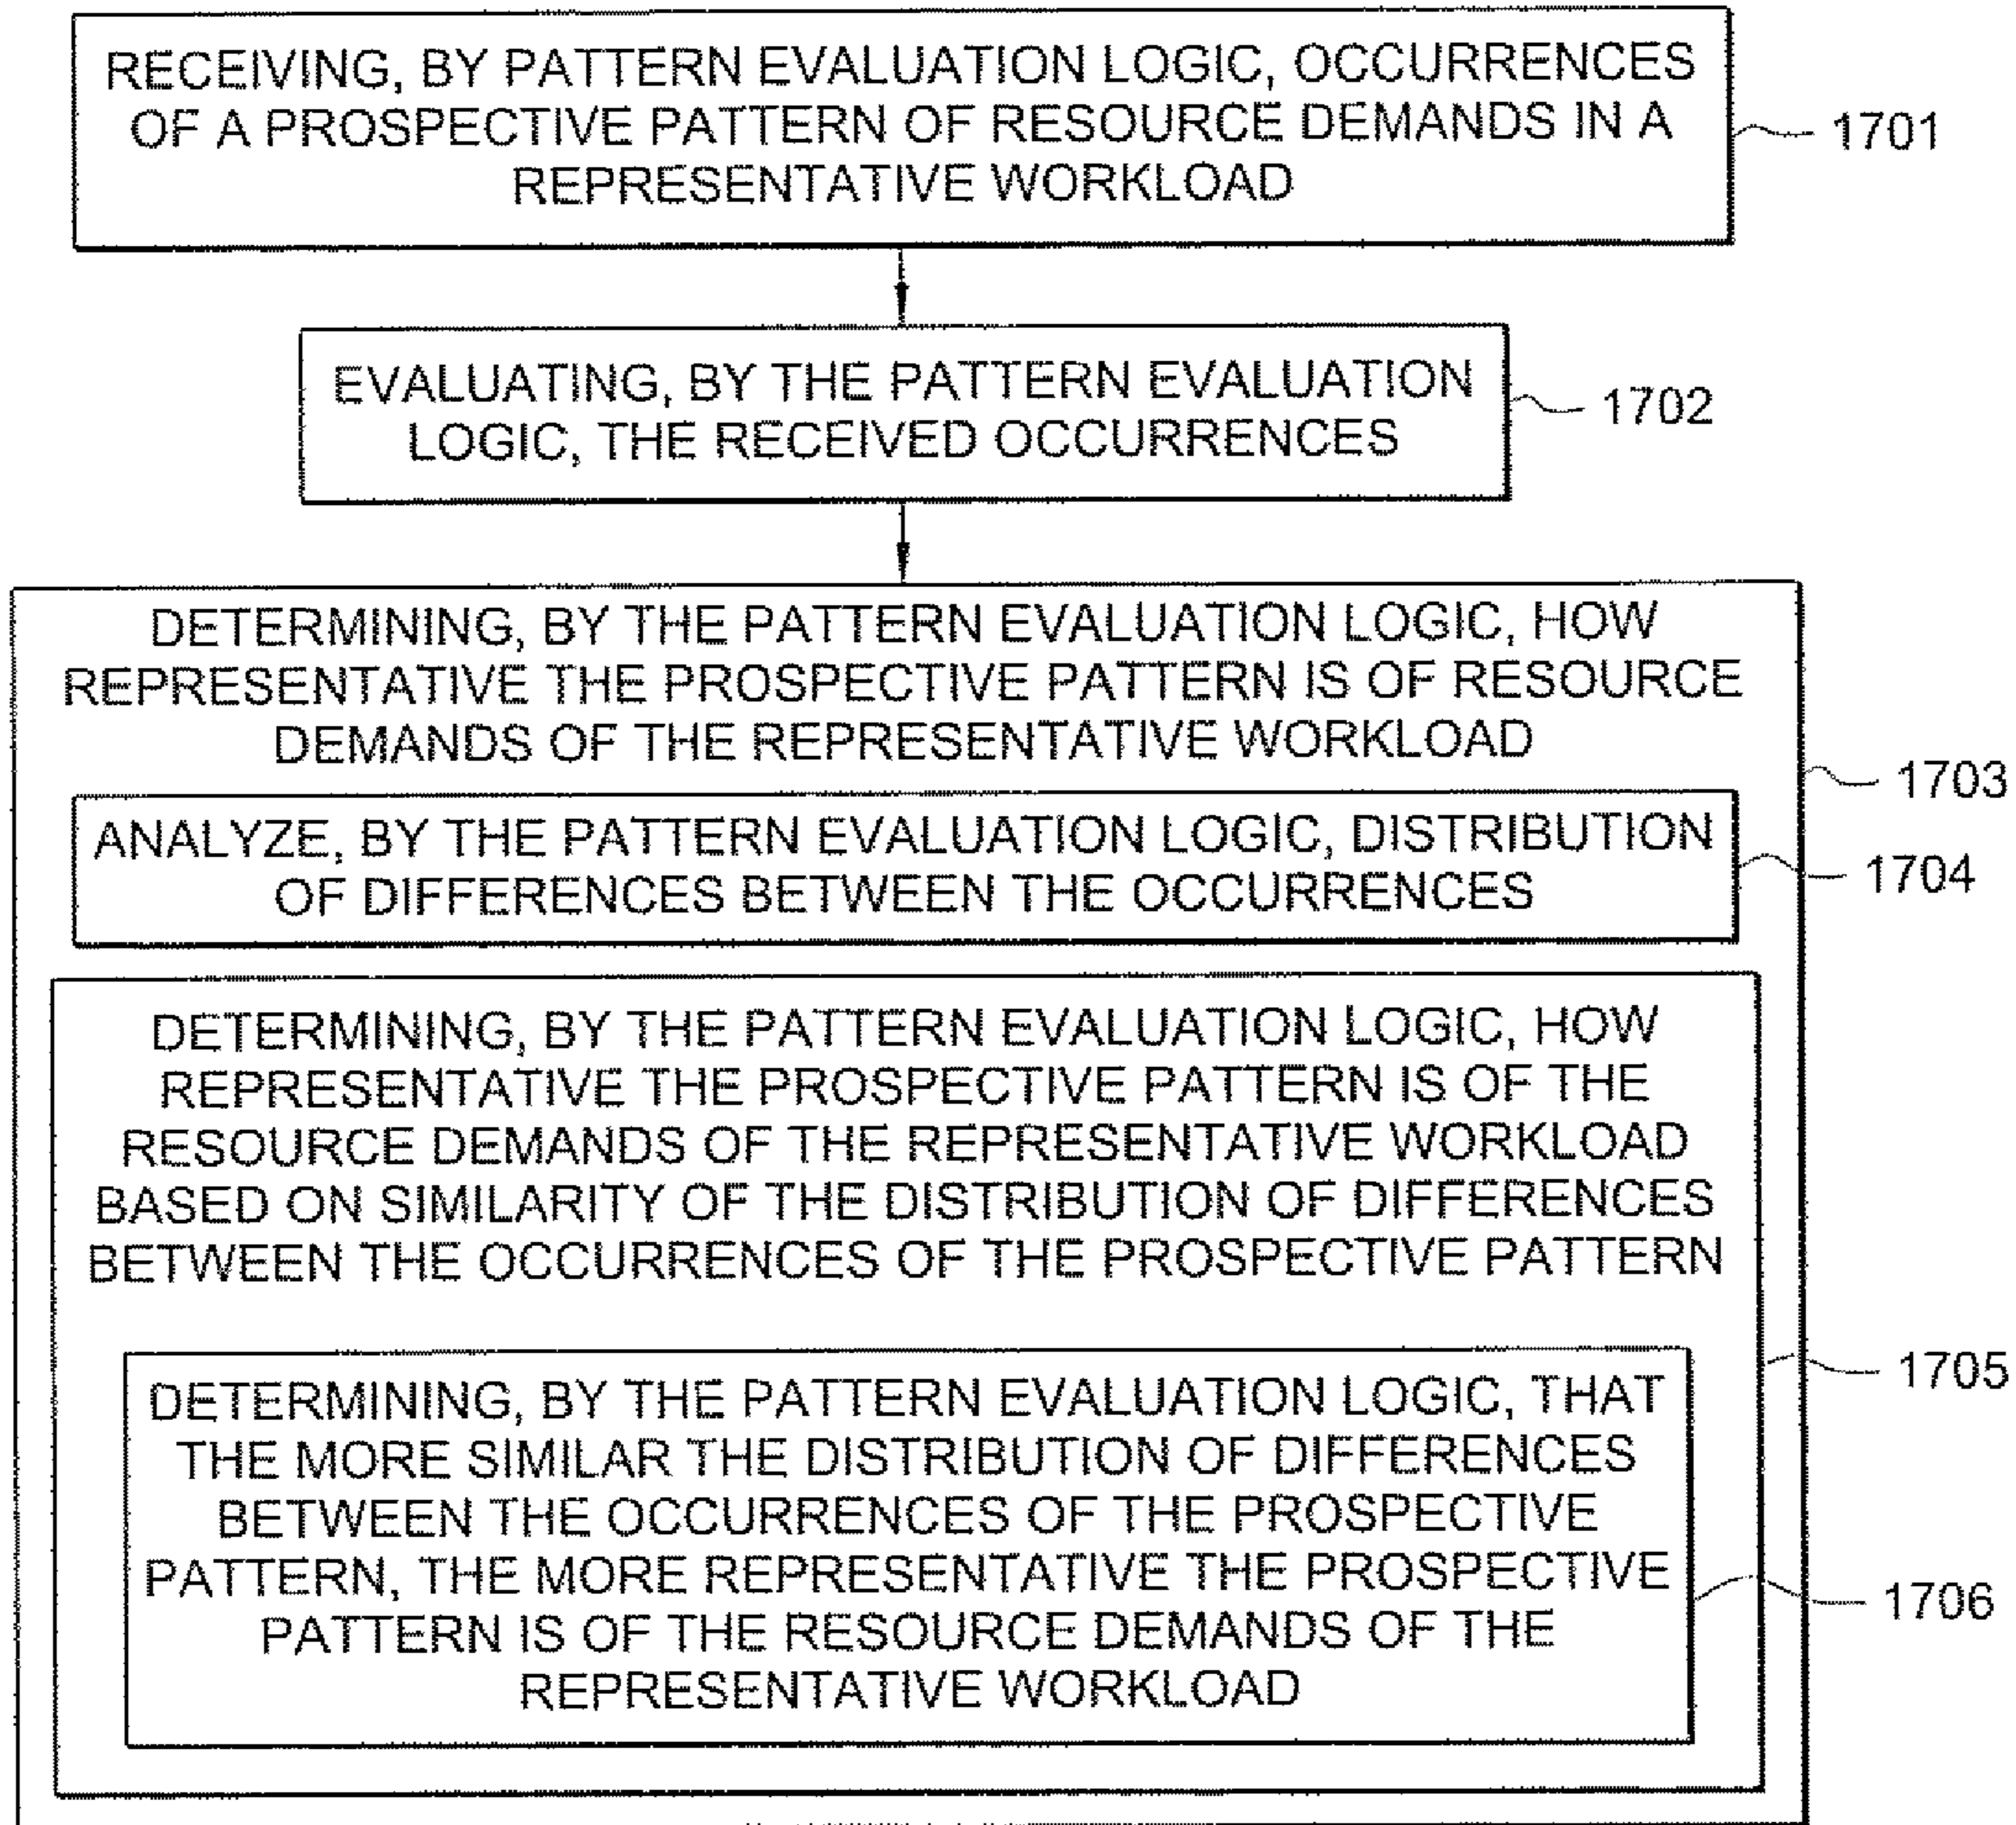 RECEIVING, BY PATTERN EVALUATION LOGIC, OCCURRENCES
OF A PROSPECTIVE PATTERN OF RESOURCE DEMANDS IN A
REPRESENTATIVE WORKLOAD
1701
EVALUATING, BY THE PATTERN EVALUATION
LOGIC, THE RECEIVED OCCURRENCES
1702
DETERMINING, BY THE PATTERN EVALUATION LOGIC, HOW
REPRESENTATIVE THE PROSPECTIVE PATTERN IS OF RESOURCE
DEMANDS OF THE REPRESENTATIVE WORKLOAD
1703
ANALYZE, BY THE PATTERN EVALUATION LOGIC, DISTRIBUTION
OF DIFFERENCES BETWEEN THE OCCURRENCES
1704
DETERMINING, BY THE PATTERN EVALUATION LOGIC, HOW
REPRESENTATIVE THE PROSPECTIVE PATTERN IS OF THE
RESOURCE DEMANDS OF THE REPRESENTATIVE WORKLOAD
BASED ON SIMILARITY OF THE DISTRIBUTION OF DIFFERENCES
BETWEEN THE OCCURRENCES OF THE PROSPECTIVE PATTERN
1705
DETERMINING, BY THE PATTERN EVALUATION LOGIC, THAT
THE MORE SIMILAR THE DISTRIBUTION OF DIFFERENCES
BETWEEN THE OCCURRENCES OF THE PROSPECTIVE
PATTERN, THE MORE REPRESENTATIVE THE PROSPECTIVE
PATTERN IS OF THE RESOURCE DEMANDS OF THE
REPRESENTATIVE WORKLOAD
1706